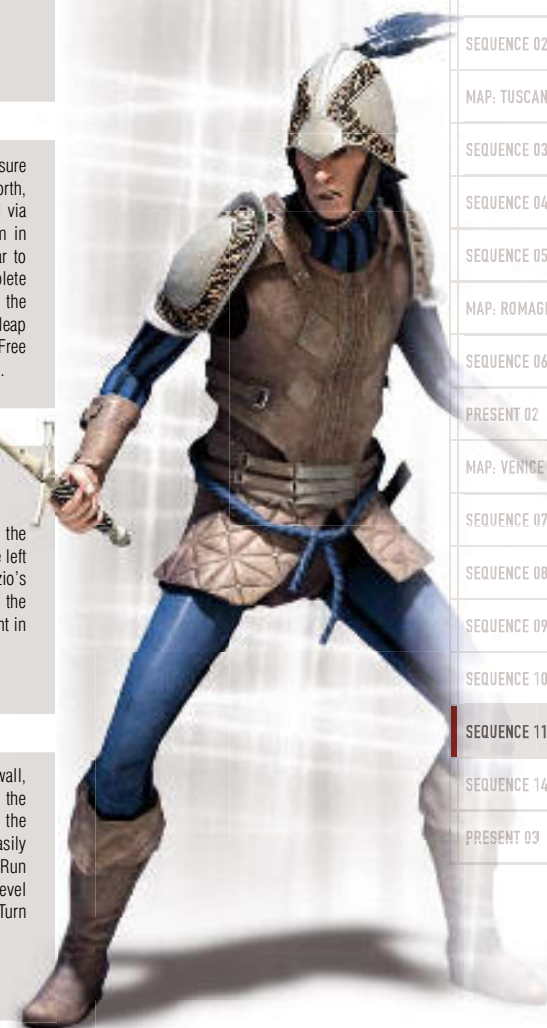 sure
orth,
via
n in
ar to
plete
the
leap
Free
.
the
left
zio's
the
nt in
wall,
the
the
asily
Run
evel
Turn
SEQUENCE 02
MAP: TUSCAN
SEQUENCE 03
SEQUENCE 04
SEQUENCE 05
MAP: ROMAG
SEQUENCE 06
PRESENT 02
MAP: VENICE
SEQUENCE 07
SEQUENCE 08
SEQUENCE 09
SEQUENCE 10
SEQUENCE 11
SEQUENCE 14
PRESENT 03